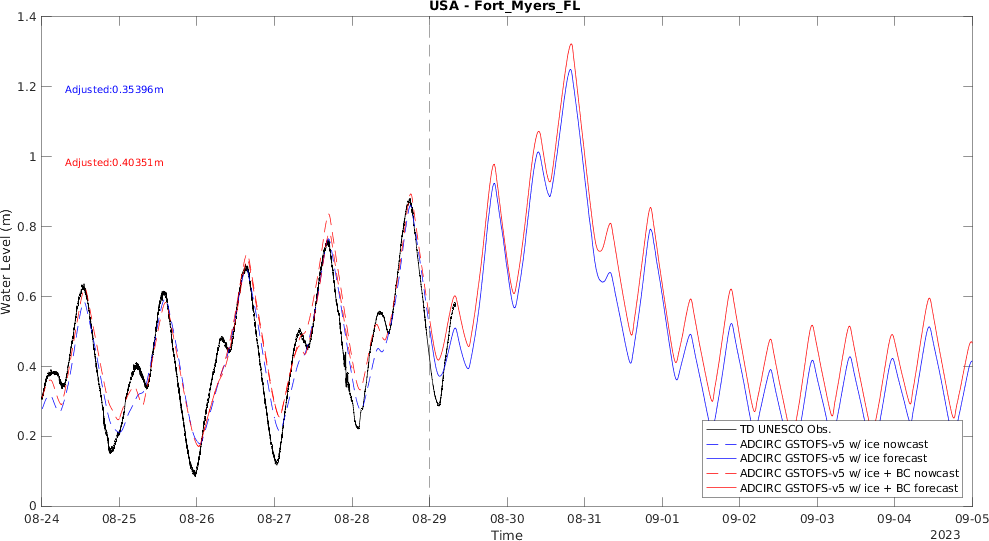 USA - Fort_Myers_FL
1.4
1.2
1
0.8
0.6
0.4
0.2
0
Water Level (m)
Adjusted:0.35396m
Adjusted:0.40351m
TD UNESCO Obs.
ADCIRC GSTOFS-v5 w/ ice nowcast
ADCIRC GSTOFS-v5 w/ ice forecast
ADCIRC GSTOFS-v5 w/ ice + BC nowcast
ADCIRC GSTOFS-v5 w/ ice + BC forecast
08-24 08-25 08-26 08-27 08-28 08-29 08-30 08-31 09-01 09-02 09-03 09-04 09-05
Time
2023